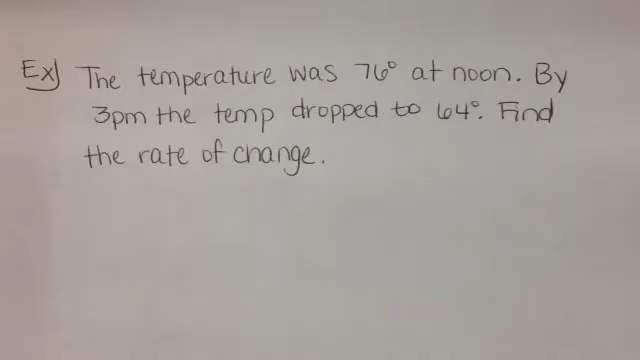 Ex) The temperature was 76° at noon. By
3pm the temp dropped to 64°. Find
the rate of change.